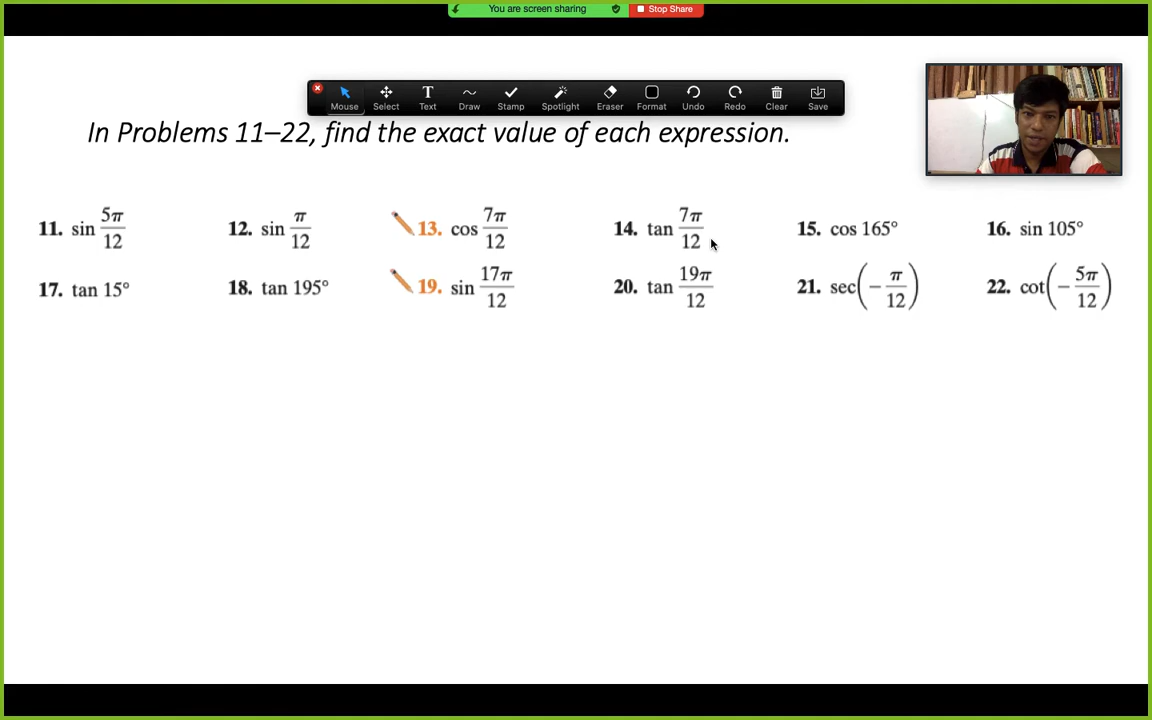 You are screen sharing Stop Share
Mouse Select Text Draw Stamp Spotlight Eraser Format Undo Redo Clear Save
In Problems 11–22, find the exact value of each expression.
11. sin 5π/12 12. sin π/12 13. cos 7π/12 14. tan 7π/12 15. cos 165° 16. sin 105°
17. tan 15° 18. tan 195° 19. sin 17π/12 20. tan 19π/12 21. sec(−π/12) 22. cot(−5π/12)